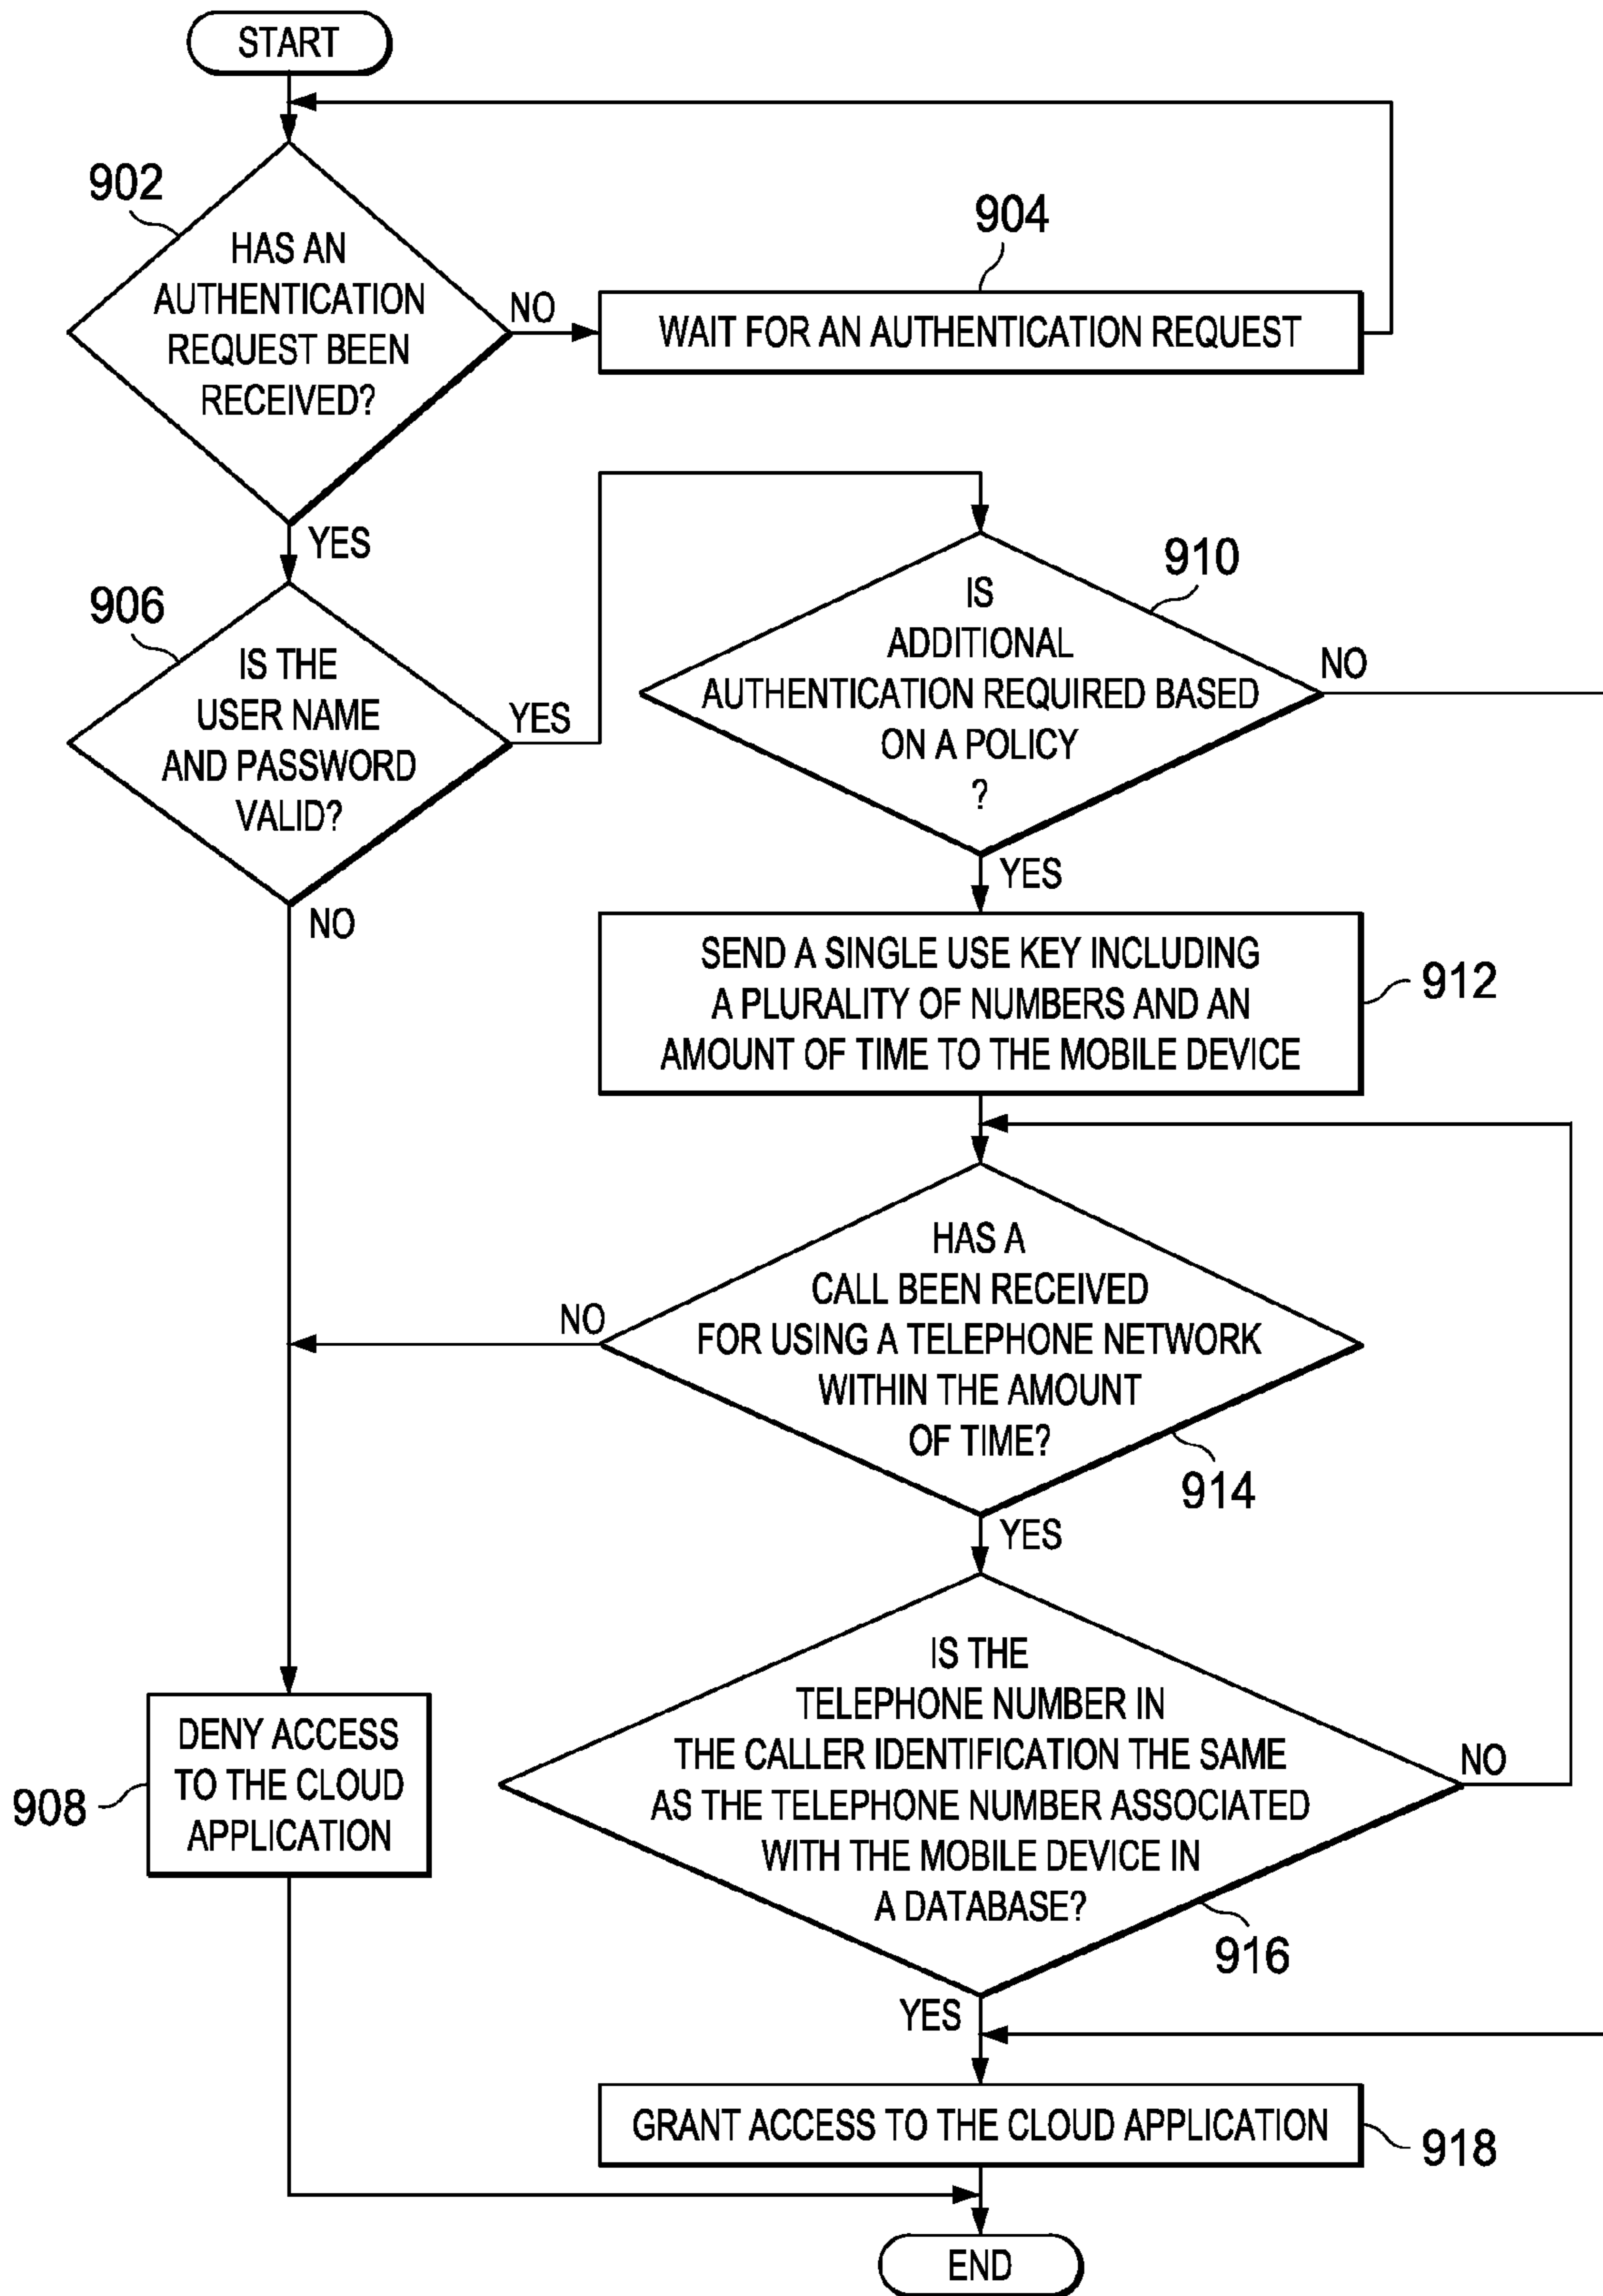 START
902
HAS AN
AUTHENTICATION
REQUEST BEEN
RECEIVED?
NO
904
WAIT FOR AN AUTHENTICATION REQUEST
YES
906
IS THE
USER NAME
AND PASSWORD
VALID?
YES
NO
910
IS
ADDITIONAL
AUTHENTICATION REQUIRED BASED
ON A POLICY
?
NO
YES
SEND A SINGLE USE KEY INCLUDING
A PLURALITY OF NUMBERS AND AN
AMOUNT OF TIME TO THE MOBILE DEVICE
912
HAS A
CALL BEEN RECEIVED
FOR USING A TELEPHONE NETWORK
WITHIN THE AMOUNT
OF TIME?
NO
914
YES
IS THE
TELEPHONE NUMBER IN
THE CALLER IDENTIFICATION THE SAME
AS THE TELEPHONE NUMBER ASSOCIATED
WITH THE MOBILE DEVICE IN
A DATABASE?
NO
916
YES
DENY ACCESS
TO THE CLOUD
APPLICATION
908
GRANT ACCESS TO THE CLOUD APPLICATION
918
END